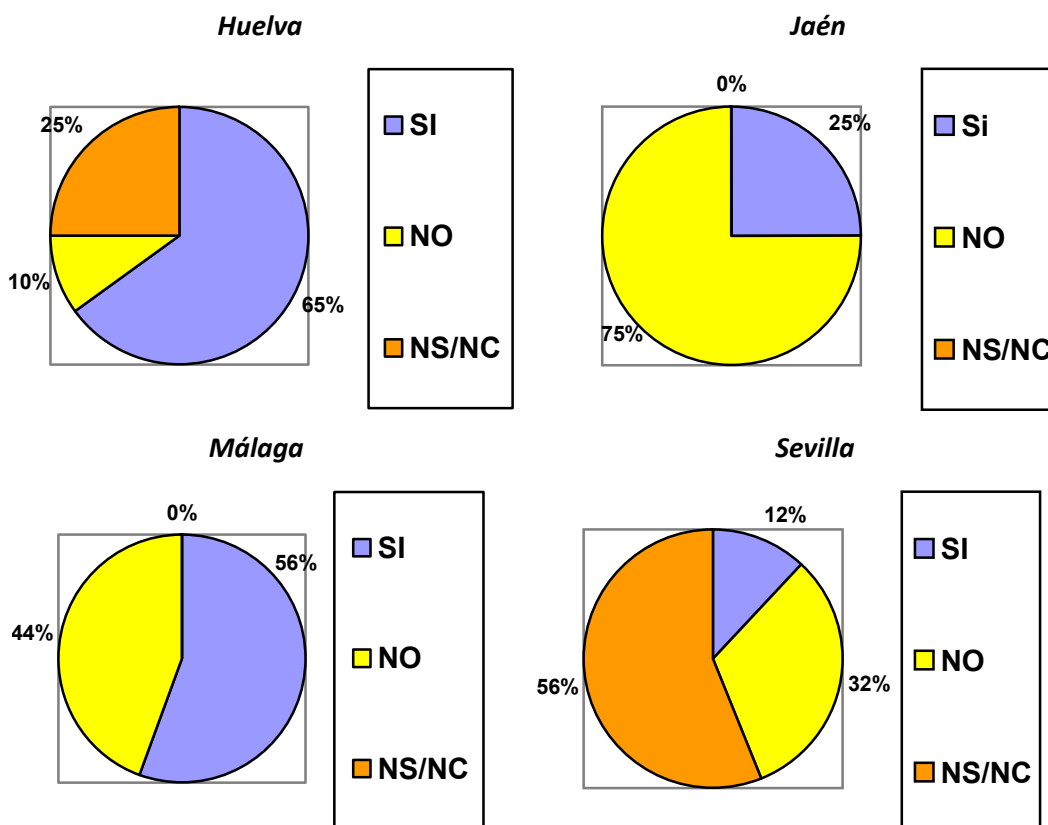 Huelva
25%
10%
65%
SI
NO
NS/NC
Jaén
0%
25%
75%
Si
NO
NS/NC
Málaga
0%
56%
44%
SI
NO
NS/NC
Sevilla
12%
32%
56%
SI
NO
NS/NC